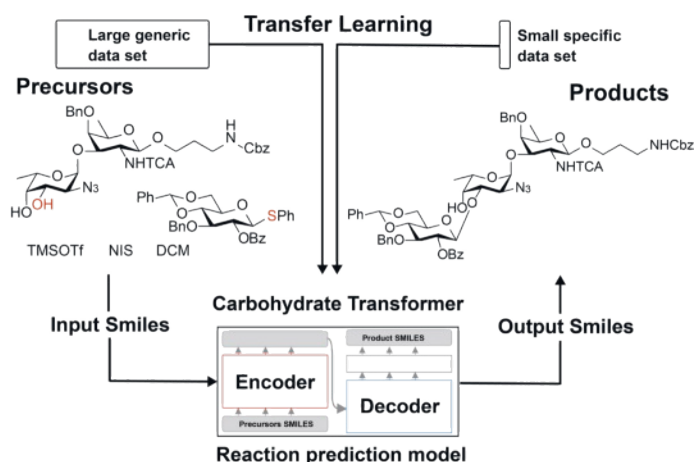 Transfer Learning
Large generic
data set
Small specific
data set
Precursors
Products
BnO
O
O
H
N
Cbz
O
NHTCA
O
N3
HO
OH
Ph
O
O
O
SPh
BnO
OBz
TMSOTf NIS DCM
BnO
O
O
NHCbz
O
NHTCA
O
N3
HO
O
Ph
O
O
O
BnO
OBz
Carbohydrate Transformer
Input Smiles
Output Smiles
Product SMILES
Encoder
Decoder
Precursors SMILES
Reaction prediction model